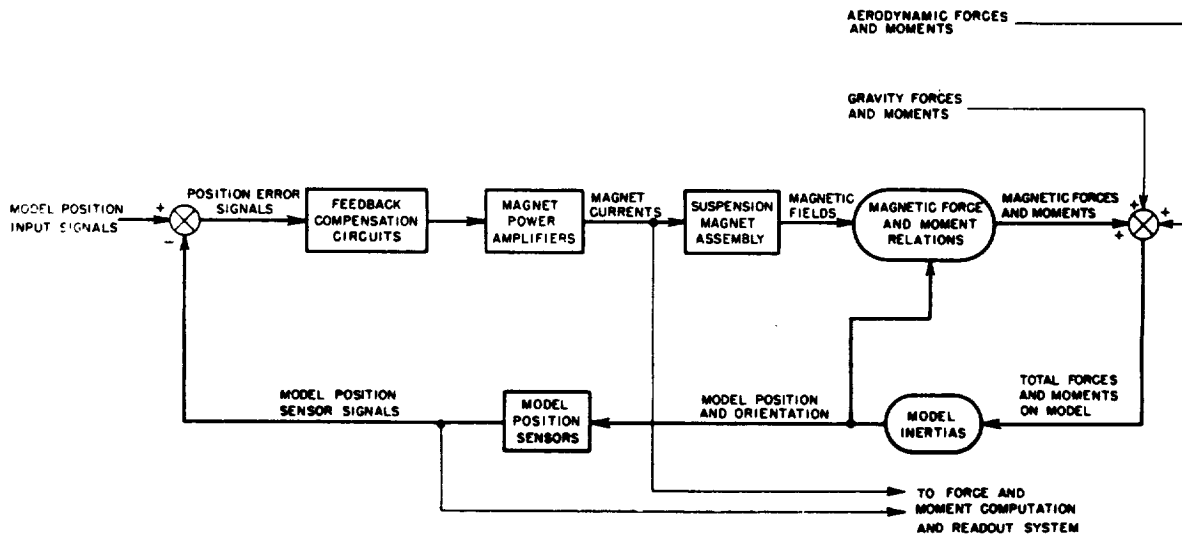 AERODYNAMIC FORCES
AND MOMENTS
GRAVITY FORCES
AND MOMENTS
MODEL POSITION
INPUT SIGNALS
+
−
POSITION ERROR
SIGNALS
FEEDBACK
COMPENSATION
CIRCUITS
MAGNET
POWER
AMPLIFIERS
MAGNET
CURRENTS
SUSPENSION
MAGNET
ASSEMBLY
MAGNETIC
FIELDS
MAGNETIC FORCE
AND MOMENT
RELATIONS
MAGNETIC FORCES
AND MOMENTS
+
+
+
MODEL POSITION
SENSOR SIGNALS
MODEL
POSITION
SENSORS
MODEL POSITION
AND ORIENTATION
MODEL
INERTIAS
TOTAL FORCES
AND MOMENTS
ON MODEL
TO FORCE AND
MOMENT COMPUTATION
AND READOUT SYSTEM